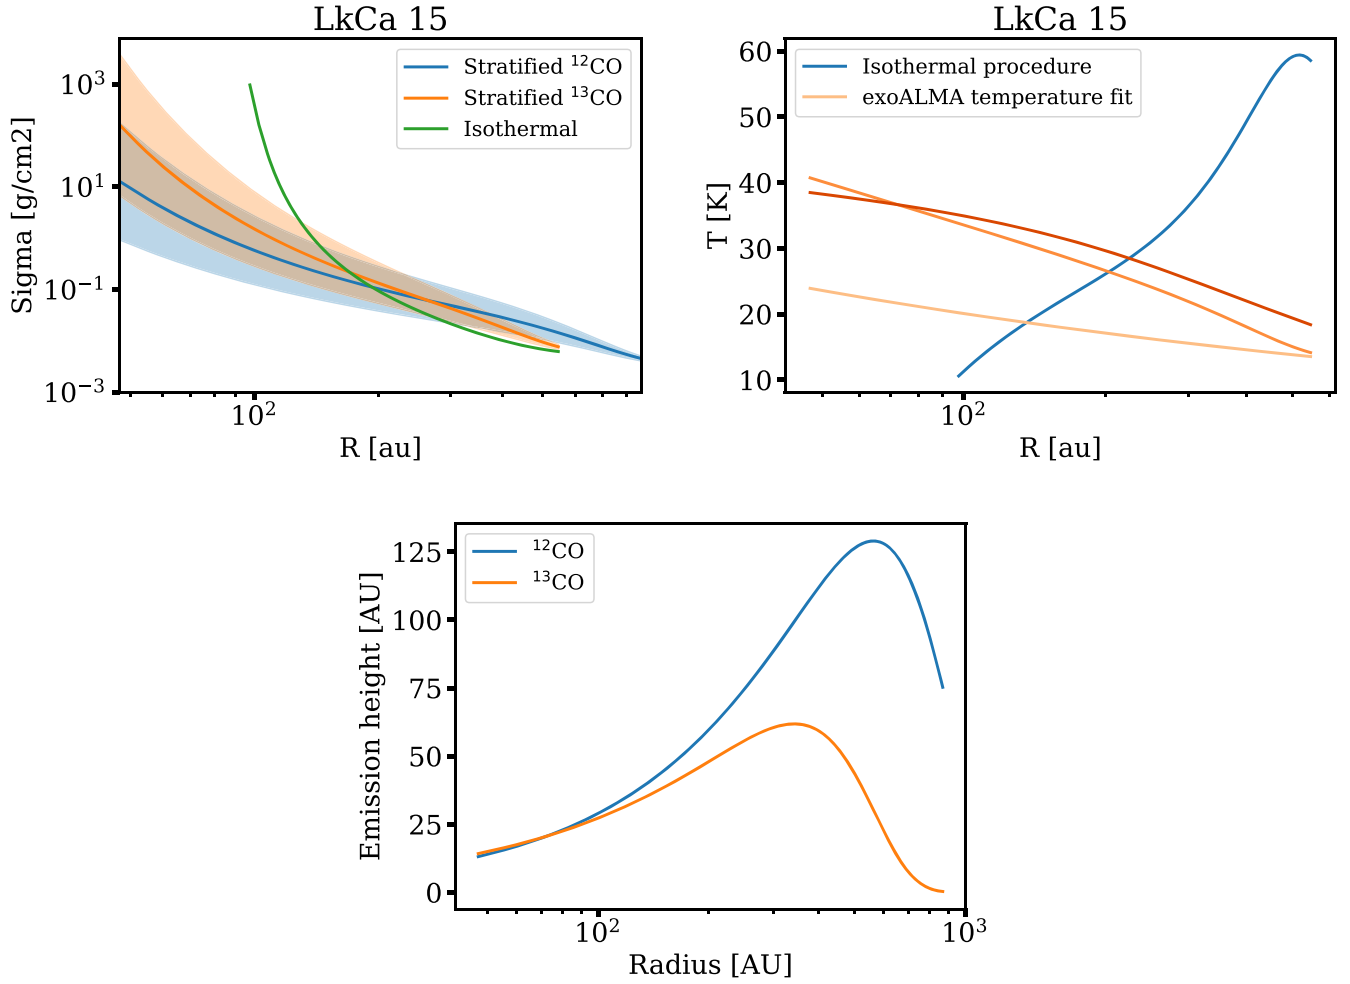 LkCa 15
Stratified ¹²CO
Stratified ¹³CO
Isothermal
10³
10¹
10⁻¹
10⁻³
Sigma [g/cm2]
10²
R [au]
LkCa 15
Isothermal procedure
exoALMA temperature fit
60
50
40
30
20
10
T [K]
10²
R [au]
¹²CO
¹³CO
125
100
75
50
25
0
Emission height [AU]
10²
10³
Radius [AU]